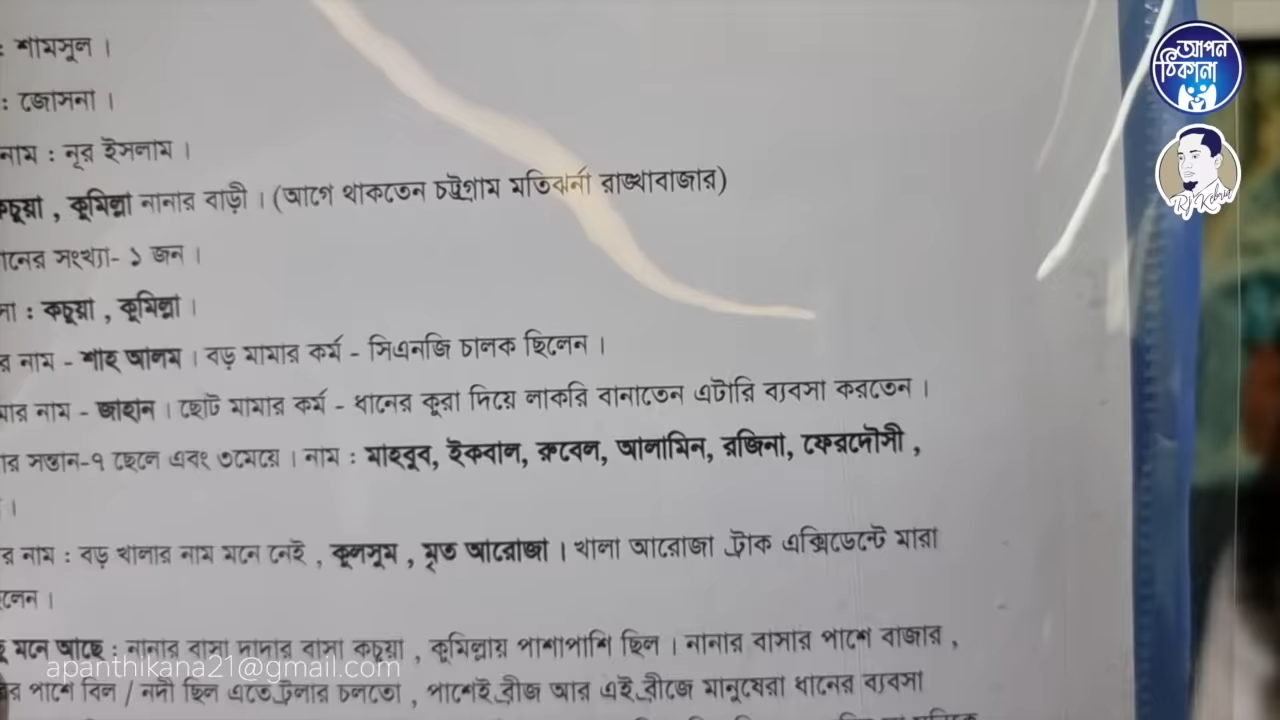 : শামসুল ।
: জোসনা ।
নাম : নূর ইসলাম ।
কচুয়া , কুমিল্লা নানার বাড়ী । (আগে থাকতেন চট্টগ্রাম মতিঝর্না রাঙ্খাবাজার)
নের সংখ্যা- ১ জন ।
: কচুয়া , কুমিল্লা ।
র নাম - শাহ আলম । বড় মামার কর্ম - সিএনজি চালক ছিলেন ।
মার নাম - জাহান । ছোট মামার কর্ম - ধানের কুরা দিয়ে লাকরি বানাতেন এটারি ব্যবসা করতেন ।
ার সন্তান-৭ ছেলে এবং ৩মেয়ে । নাম : মাহবুব, ইকবাল, রুবেল, আলামিন, রজিনা, ফেরদৌসী ,
।
র নাম : বড় খালার নাম মনে নেই , কুলসুম , মৃত আরোজা । খালা আরোজা ট্রাক এক্সিডেন্টে মারা
লেন ।
মনে আছে : নানার বাসা দাদার বাসা কচুয়া , কুমিল্লায় পাশাপাশি ছিল । নানার বাসার পাশে বাজার ,
র পাশে বিল / নদী ছিল এতে ট্রলার চলতো , পাশেই ব্রীজ আর এই ব্রীজে মানুষেরা ধানের ব্যবসা
apanthikana21@gmail.com
আপন
ঠিকানা
Rj Kebria